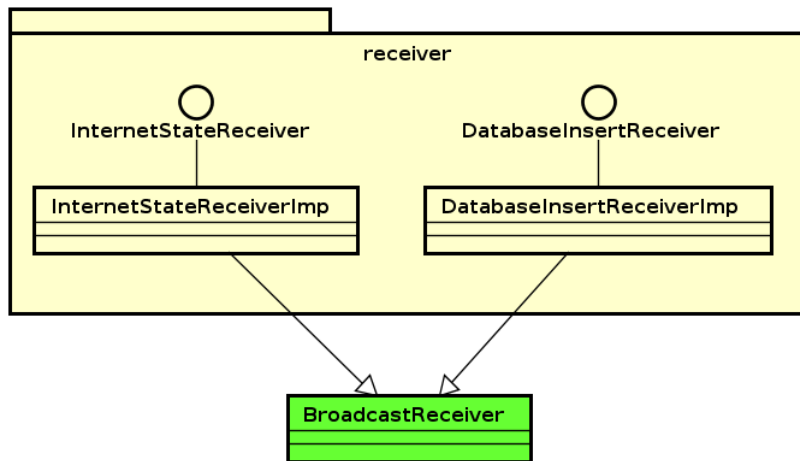 receiver
InternetStateReceiver
DatabaseInsertReceiver
InternetStateReceiverImp
DatabaseInsertReceiverImp
BroadcastReceiver